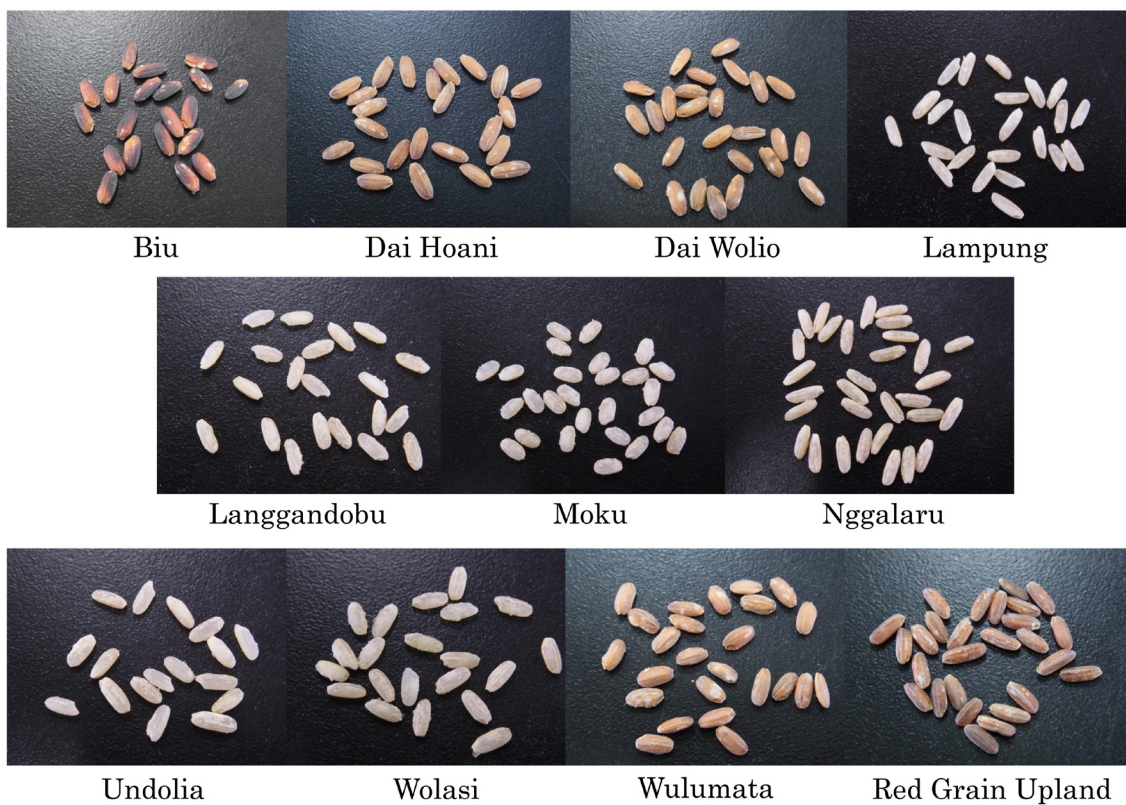 Biu
Dai Hoani
Dai Wolio
Lampung
Langgandobu
Moku
Nggalaru
Undolia
Wolasi
Wulumata
Red Grain Upland